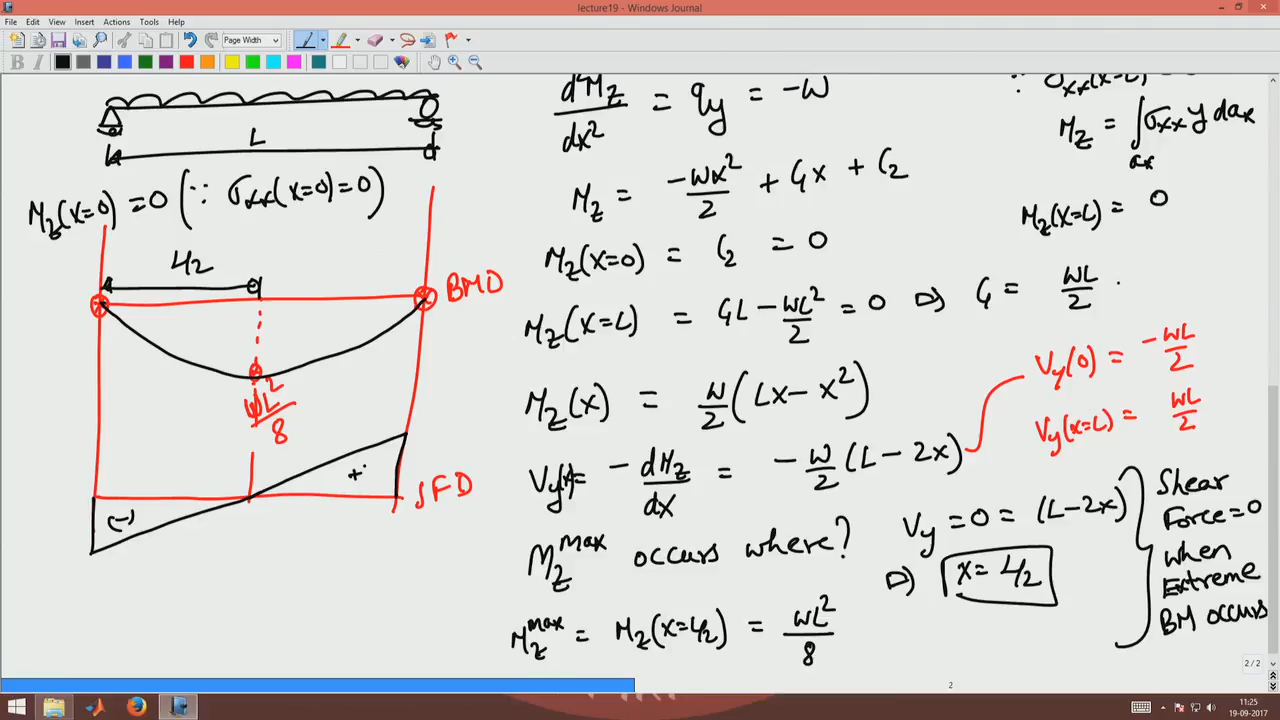 lecture19 - Windows Journal
File Edit View Insert Actions Tools Help
Page Width
B I
L
M_z(x=0) = 0 (∵ σ_xx(x=0)=0)
L/2
BMD
wL²/8
(-)
+
SFD
d²M_z/dx² = q_y = -w
M_z = -wx²/2 + C₁x + C₂
M_z(x=0) = C₂ = 0
M_z(x=L) = C₁L - wL²/2 = 0 ⇒ C₁ = wL/2
M_z(x) = w/2 (Lx - x²)
V_y(x) = -dM_z/dx = -w/2 (L - 2x)
M_z^max occurs where?
M_z^max = M_z(x=L/2) = wL²/8
∵ σ_xx(x=L)
M_z = ∫_{a_x} σ_xx y da_x
M_z(x=L) = 0
V_y(0) = -wL/2
V_y(x=L) = wL/2
V_y = 0 = (L-2x)
⇒ x = L/2
Shear
Force = 0
when
Extreme
BM occurs
2/2
2
11:25
19-09-2017